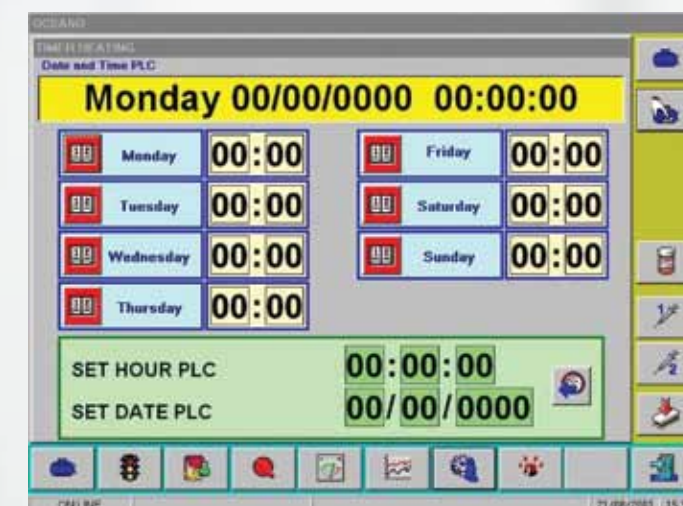 OCEANO
TIMER HEATING
Date and Time PLC
Monday 00/00/0000 00:00:00
Monday 00:00
Friday 00:00
Tuesday 00:00
Saturday 00:00
Wednesday 00:00
Sunday 00:00
Thursday 00:00
SET HOUR PLC 00:00:00
SET DATE PLC 00/00/0000
1
2
ONLINE